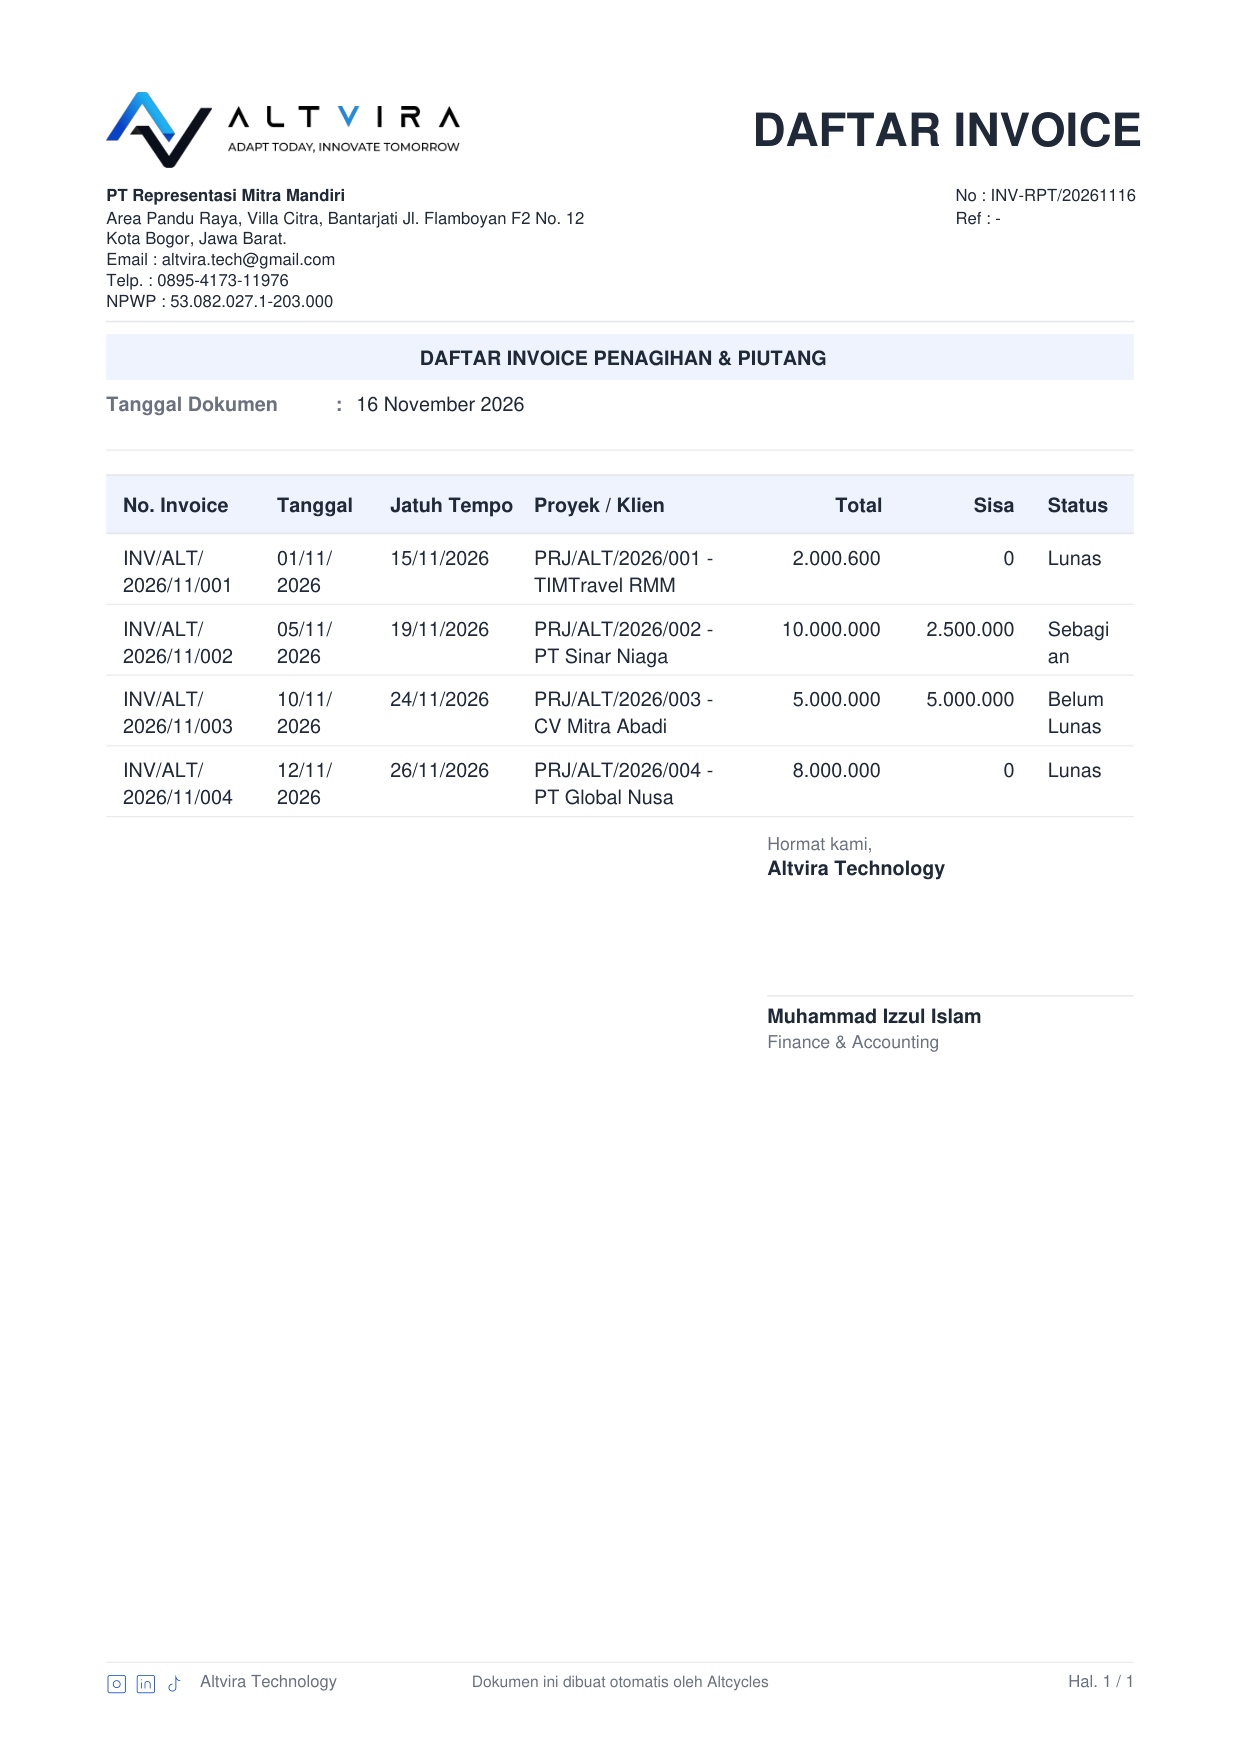 ALTVIRA
ADAPT TODAY, INNOVATE TOMORROW
DAFTAR INVOICE
PT Representasi Mitra Mandiri
Area Pandu Raya, Villa Citra, Bantarjati Jl. Flamboyan F2 No. 12
Kota Bogor, Jawa Barat.
Email : altvira.tech@gmail.com
Telp. : 0895-4173-11976
NPWP : 53.082.027.1-203.000
No : INV-RPT/20261116
Ref : -
DAFTAR INVOICE PENAGIHAN & PIUTANG
Tanggal Dokumen : 16 November 2026
No. Invoice Tanggal Jatuh Tempo Proyek / Klien Total Sisa Status
INV/ALT/ 01/11/ 15/11/2026 PRJ/ALT/2026/001 - 2.000.600 0 Lunas
2026/11/001 2026 TIMTravel RMM
INV/ALT/ 05/11/ 19/11/2026 PRJ/ALT/2026/002 - 10.000.000 2.500.000 Sebagi
2026/11/002 2026 PT Sinar Niaga an
INV/ALT/ 10/11/ 24/11/2026 PRJ/ALT/2026/003 - 5.000.000 5.000.000 Belum
2026/11/003 2026 CV Mitra Abadi Lunas
INV/ALT/ 12/11/ 26/11/2026 PRJ/ALT/2026/004 - 8.000.000 0 Lunas
2026/11/004 2026 PT Global Nusa
Hormat kami,
Altvira Technology
Muhammad Izzul Islam
Finance & Accounting
Altvira Technology Dokumen ini dibuat otomatis oleh Altcycles Hal. 1 / 1